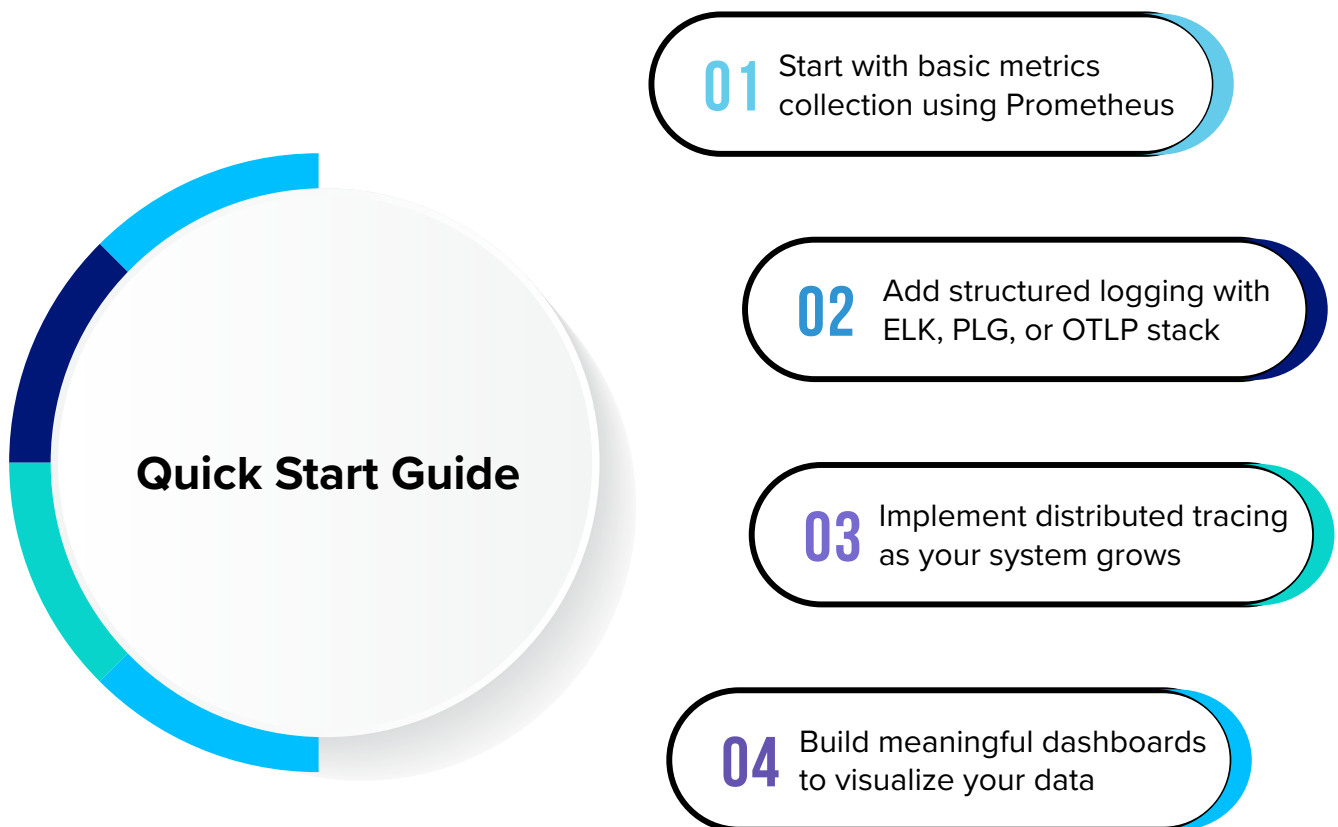 Quick Start Guide
01
Start with basic metrics
collection using Prometheus
02
Add structured logging with
ELK, PLG, or OTLP stack
03
Implement distributed tracing
as your system grows
04
Build meaningful dashboards
to visualize your data